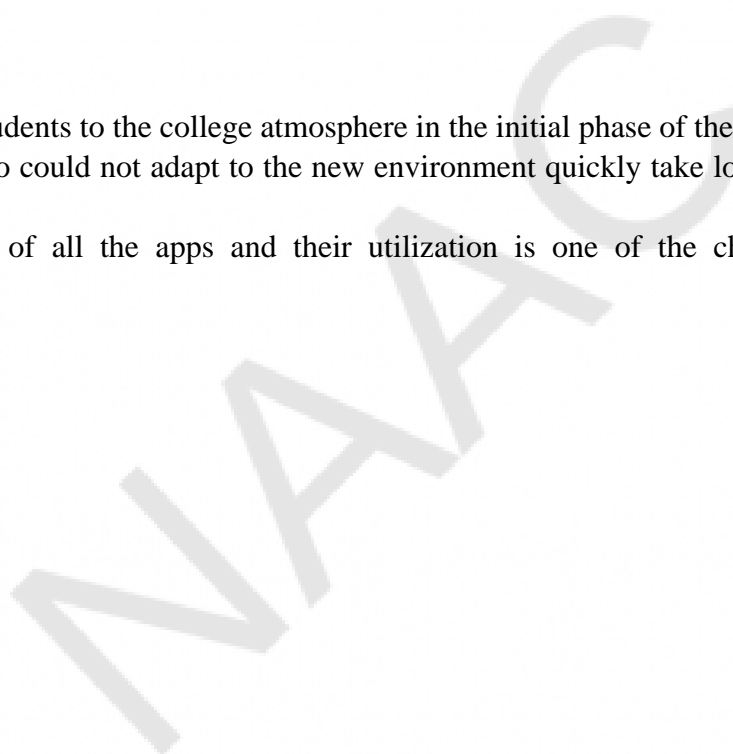 udents to the college atmosphere in the initial phase of the
o could not adapt to the new environment quickly take lo
of all the apps and their utilization is one of the ch
NAAC